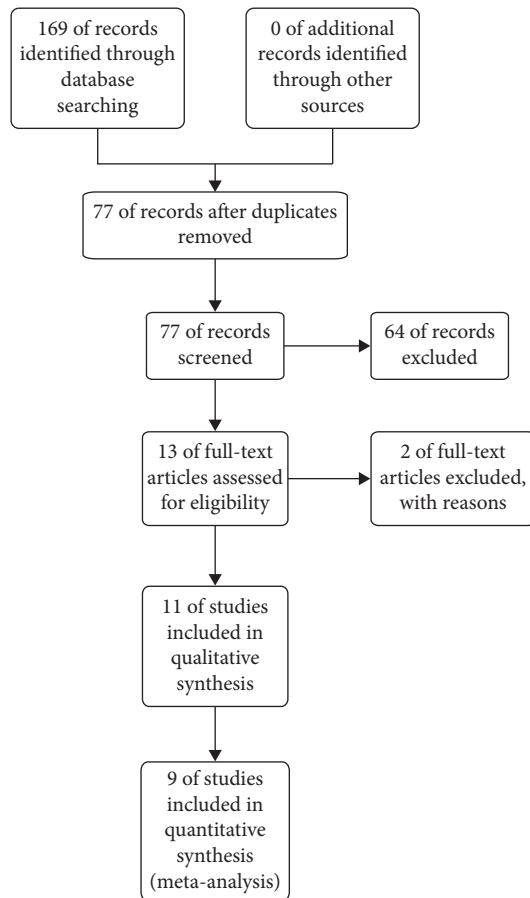 169 of records
identified through
database
searching
0 of additional
records identified
through other
sources
77 of records after duplicates
removed
77 of records
screened
64 of records
excluded
13 of full-text
articles assessed
for eligibility
2 of full-text
articles excluded,
with reasons
11 of studies
included in
qualitative
synthesis
9 of studies
included in
quantitative
synthesis
(meta-analysis)